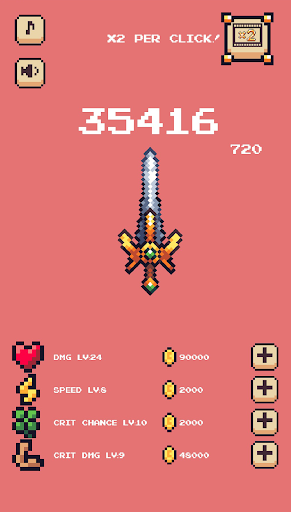 X2 PER CLICK!
X2
35416
720
DMG LV.24 90000
SPEED LV.8 2000
CRIT CHANCE LV.10 2000
CRIT DMG LV.9 48000